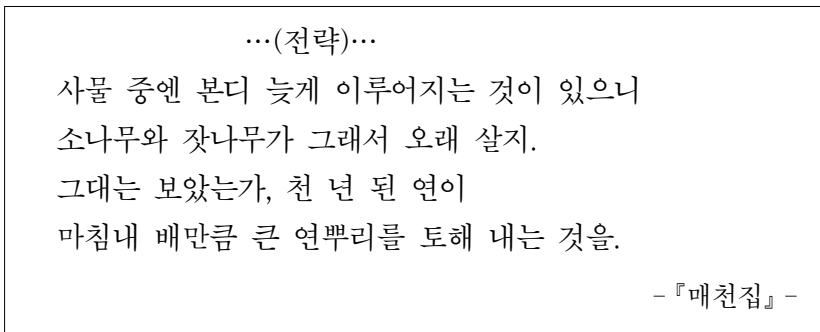 …(전략)…
사물 중엔 본디 늦게 이루어지는 것이 있으니
소나무와 잣나무가 그래서 오래 살지.
그대는 보았는가, 천 년 된 연이
마침내 배만큼 큰 연뿌리를 토해 내는 것을.
-『매천집』-